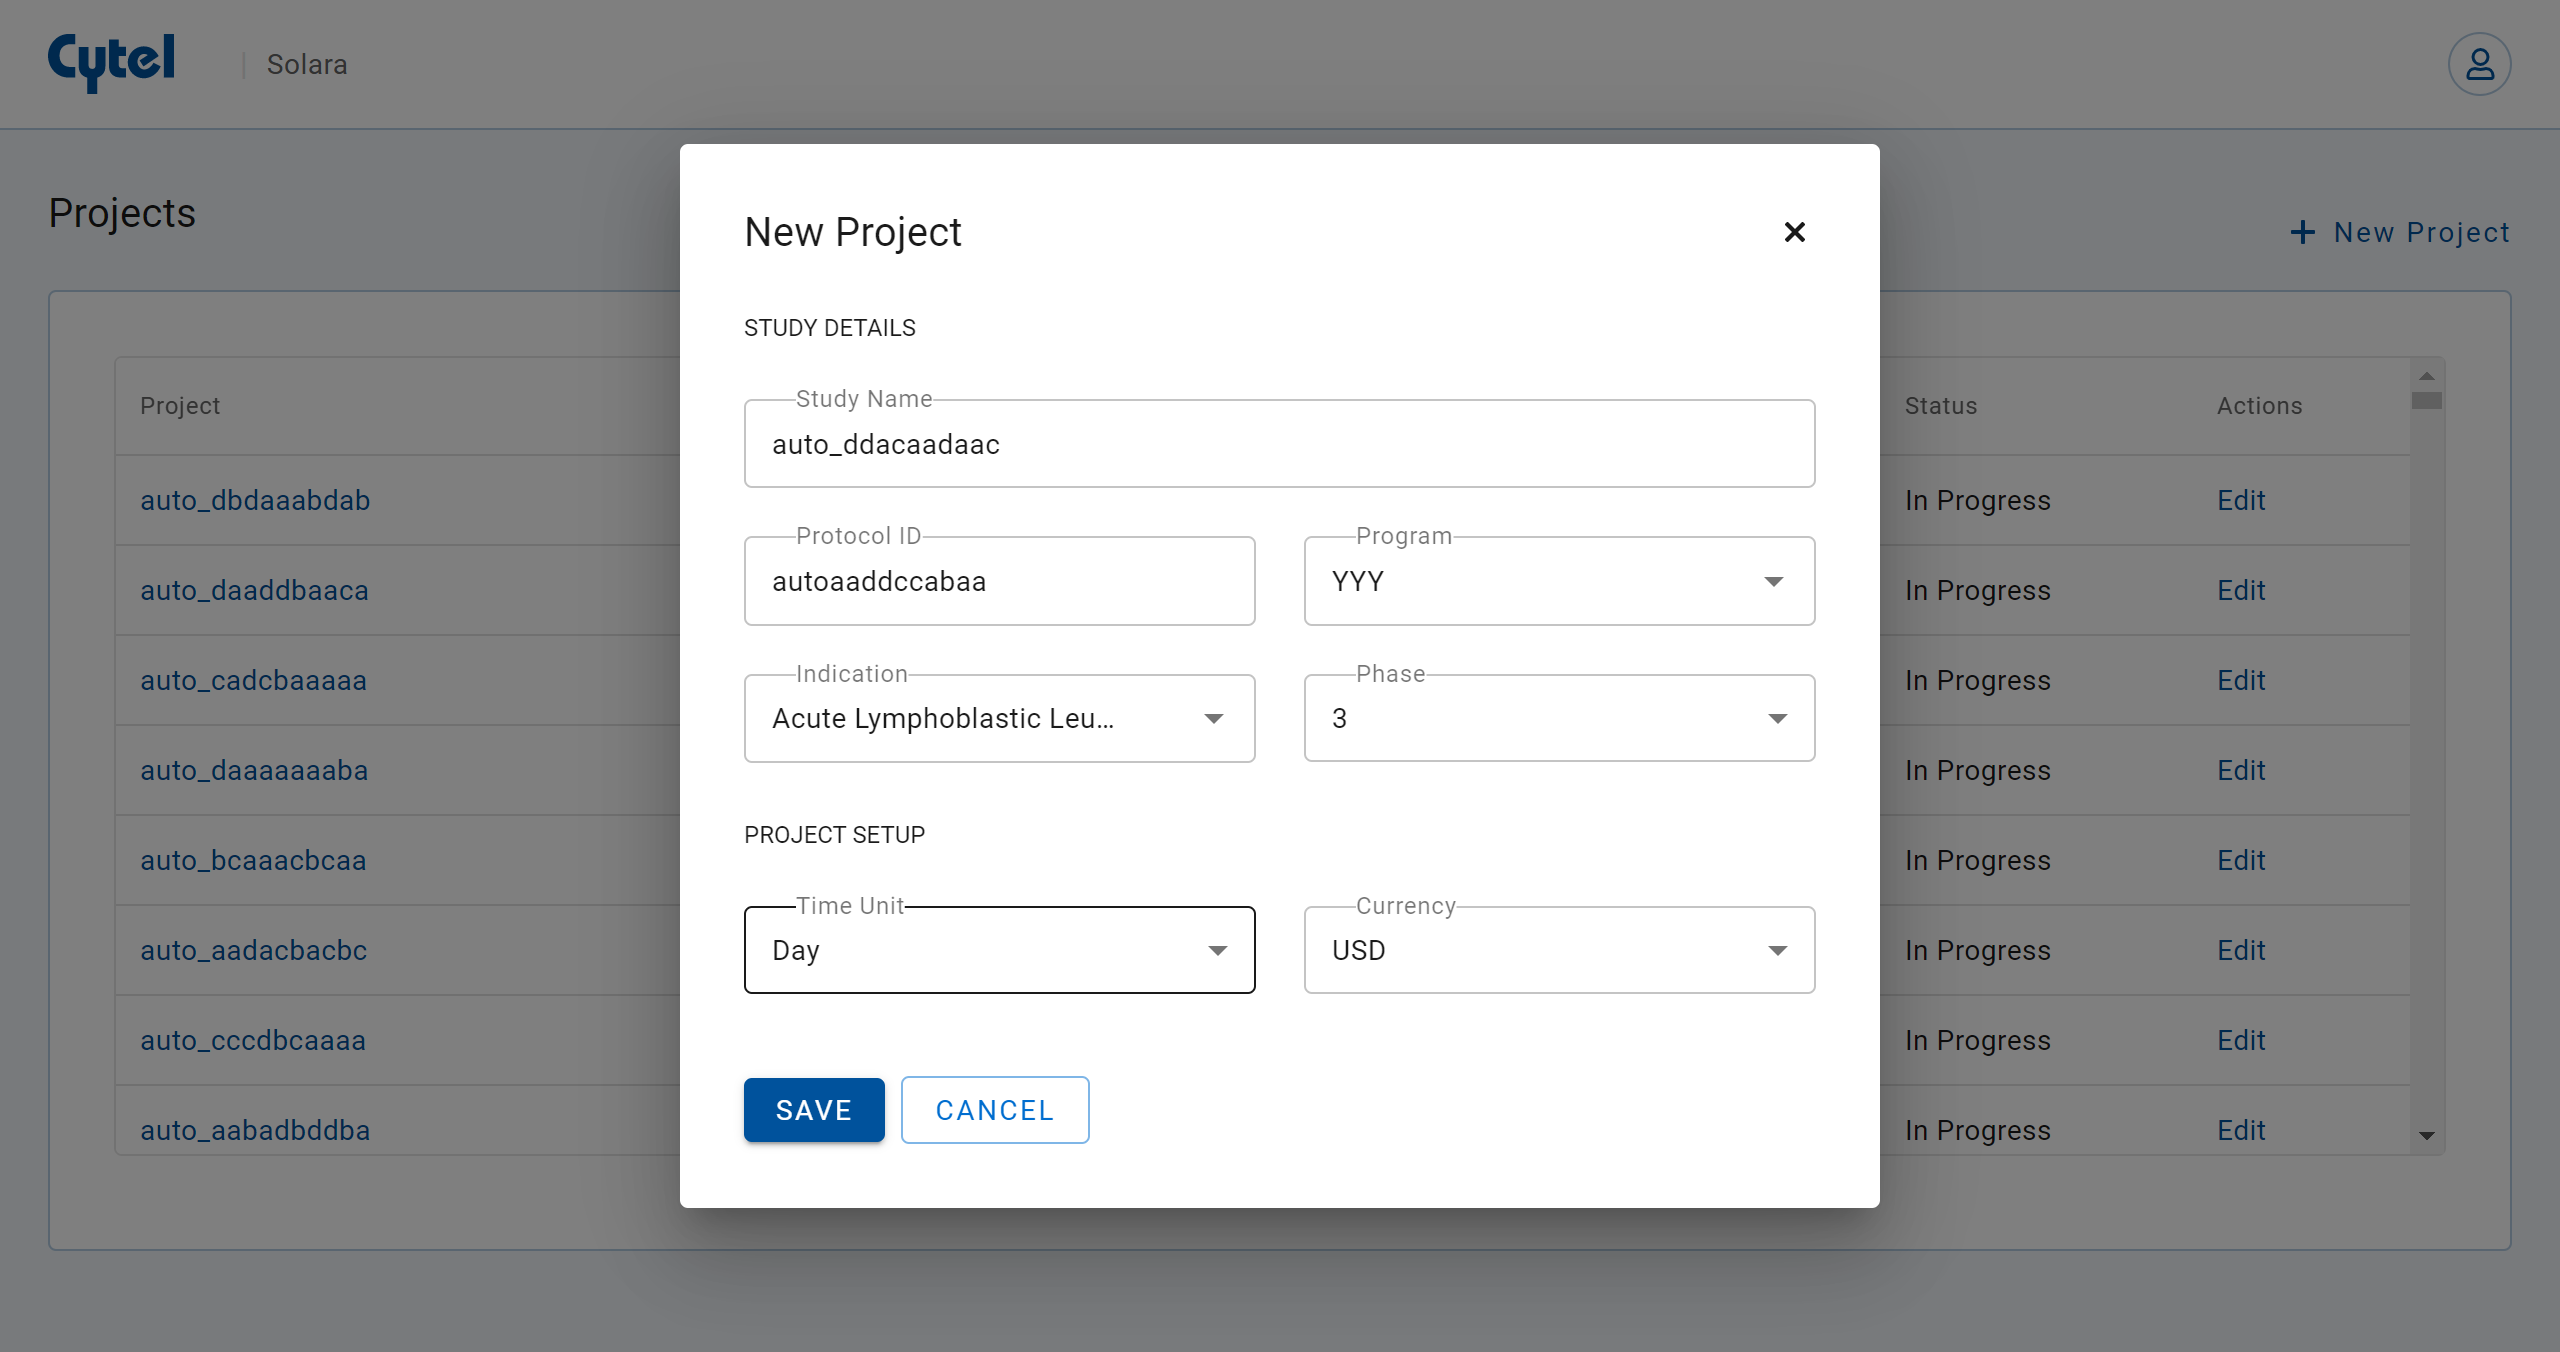 Cytel | Solara
Projects
+ New Project
Project
Status
Actions
auto_dbdaaabdab
In Progress
Edit
auto_daaddbaaca
In Progress
Edit
auto_cadcbaaaaa
In Progress
Edit
auto_daaaaaaaba
In Progress
Edit
auto_bcaaacbcaa
In Progress
Edit
auto_aadacbacbc
In Progress
Edit
auto_cccdbcaaaa
In Progress
Edit
auto_aabadbddba
In Progress
Edit
New Project
STUDY DETAILS
Study Name
auto_ddacaadaac
Protocol ID
autoaaddccabaa
Program
YYY
Indication
Acute Lymphoblastic Leu...
Phase
3
PROJECT SETUP
Time Unit
Day
Currency
USD
SAVE
CANCEL